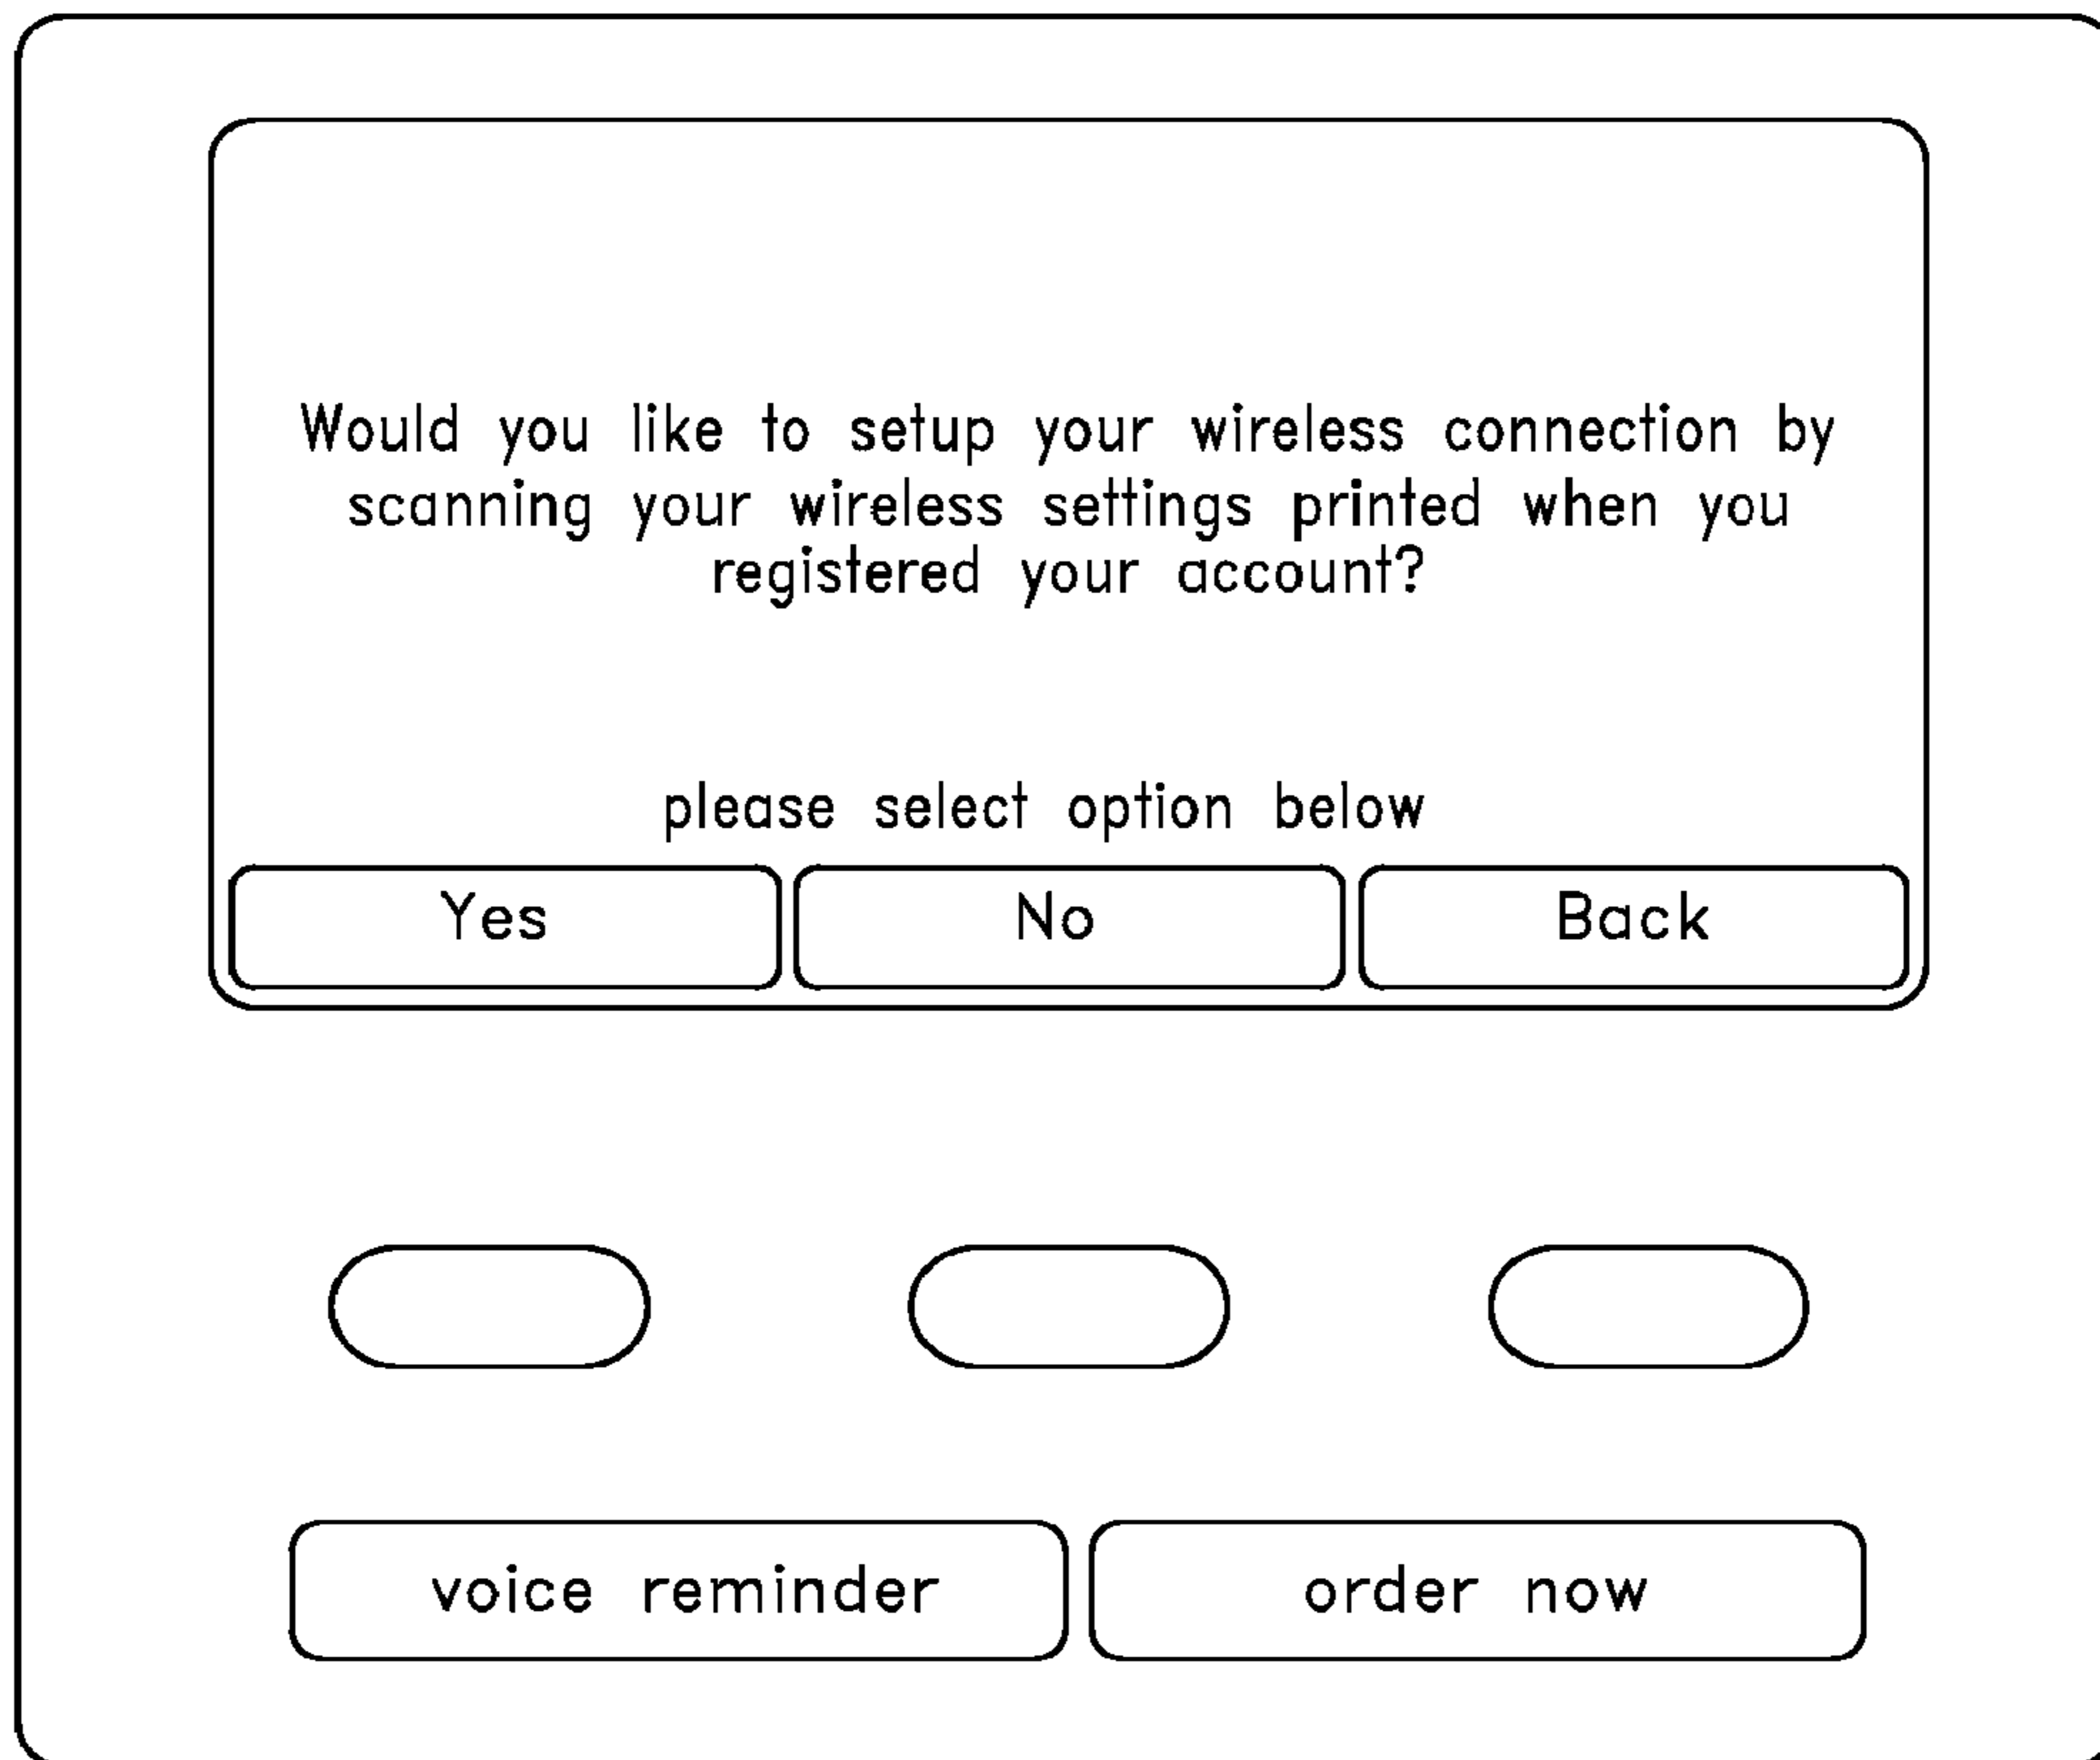 Would you like to setup your wireless connection by
scanning your wireless settings printed when you
registered your account?
please select option below
Yes No Back
voice reminder order now